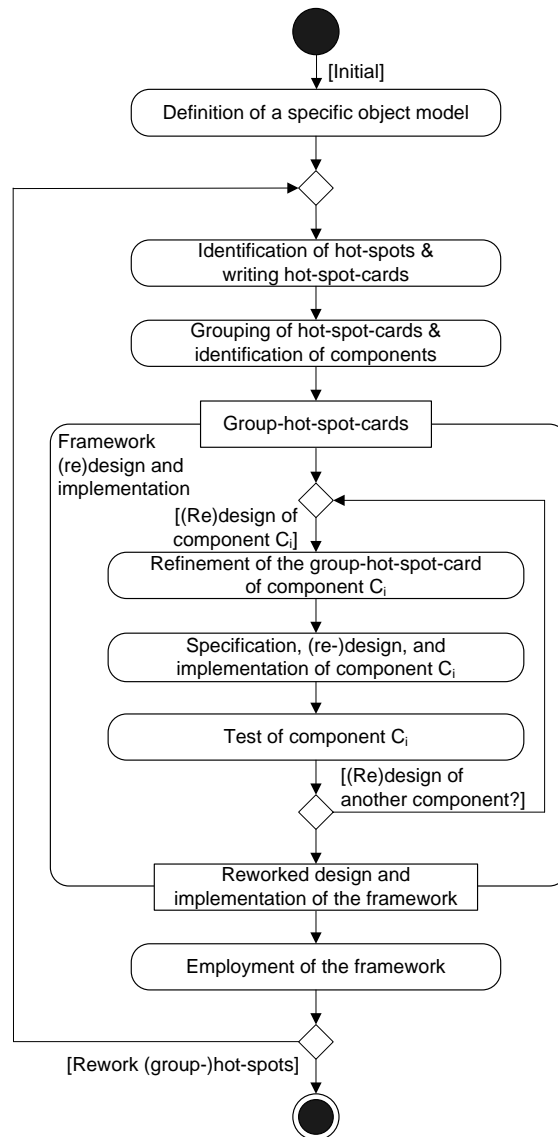 [Initial]
Definition of a specific object model
Identification of hot-spots &
writing hot-spot-cards
Grouping of hot-spot-cards &
identification of components
Group-hot-spot-cards
Framework
(re)design and
implementation
[(Re)design of
component Ci]
Refinement of the group-hot-spot-card
of component Ci
Specification, (re-)design, and
implementation of component Ci
Test of component Ci
[(Re)design of
another component?]
Reworked design and
implementation of the framework
Employment of the framework
[Rework (group-)hot-spots]